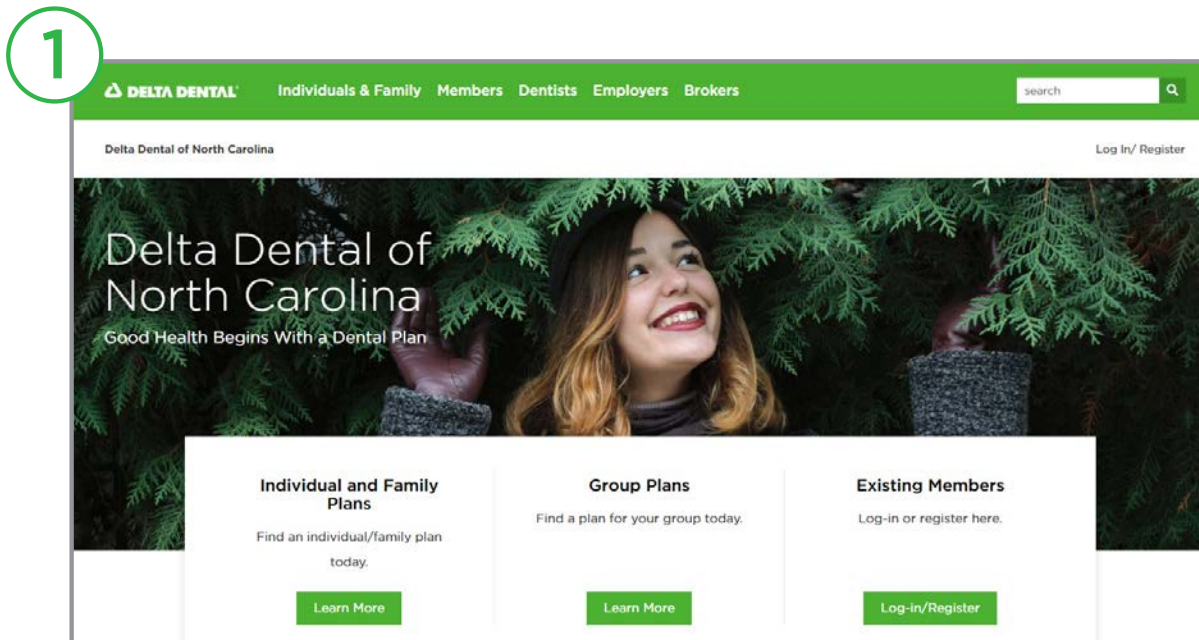 1
DELTA DENTAL
Individuals & Family Members Dentists Employers Brokers
search
Delta Dental of North Carolina
Log In/ Register
Delta Dental of
North Carolina
Good Health Begins With a Dental Plan
Individual and Family
Plans
Find an individual/family plan
today.
Learn More
Group Plans
Find a plan for your group today.
Learn More
Existing Members
Log-in or register here.
Log-in/Register